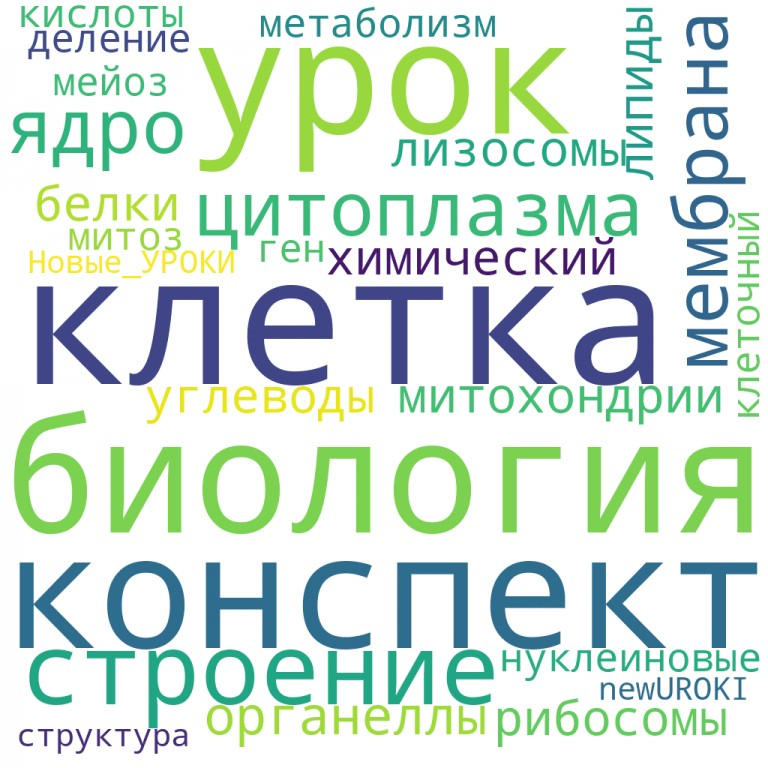 кислоты
метаболизм
деление
урок
мейоз
ядро
лизосомы
липиды
мембрана
белки
цитоплазма
митоз
ген
химический
Новые_УРОКИ
клеточный
клетка
углеводы
митохондрии
биология
конспект
строение
нуклеиновые
newUROKI
органеллы
рибосомы
структура